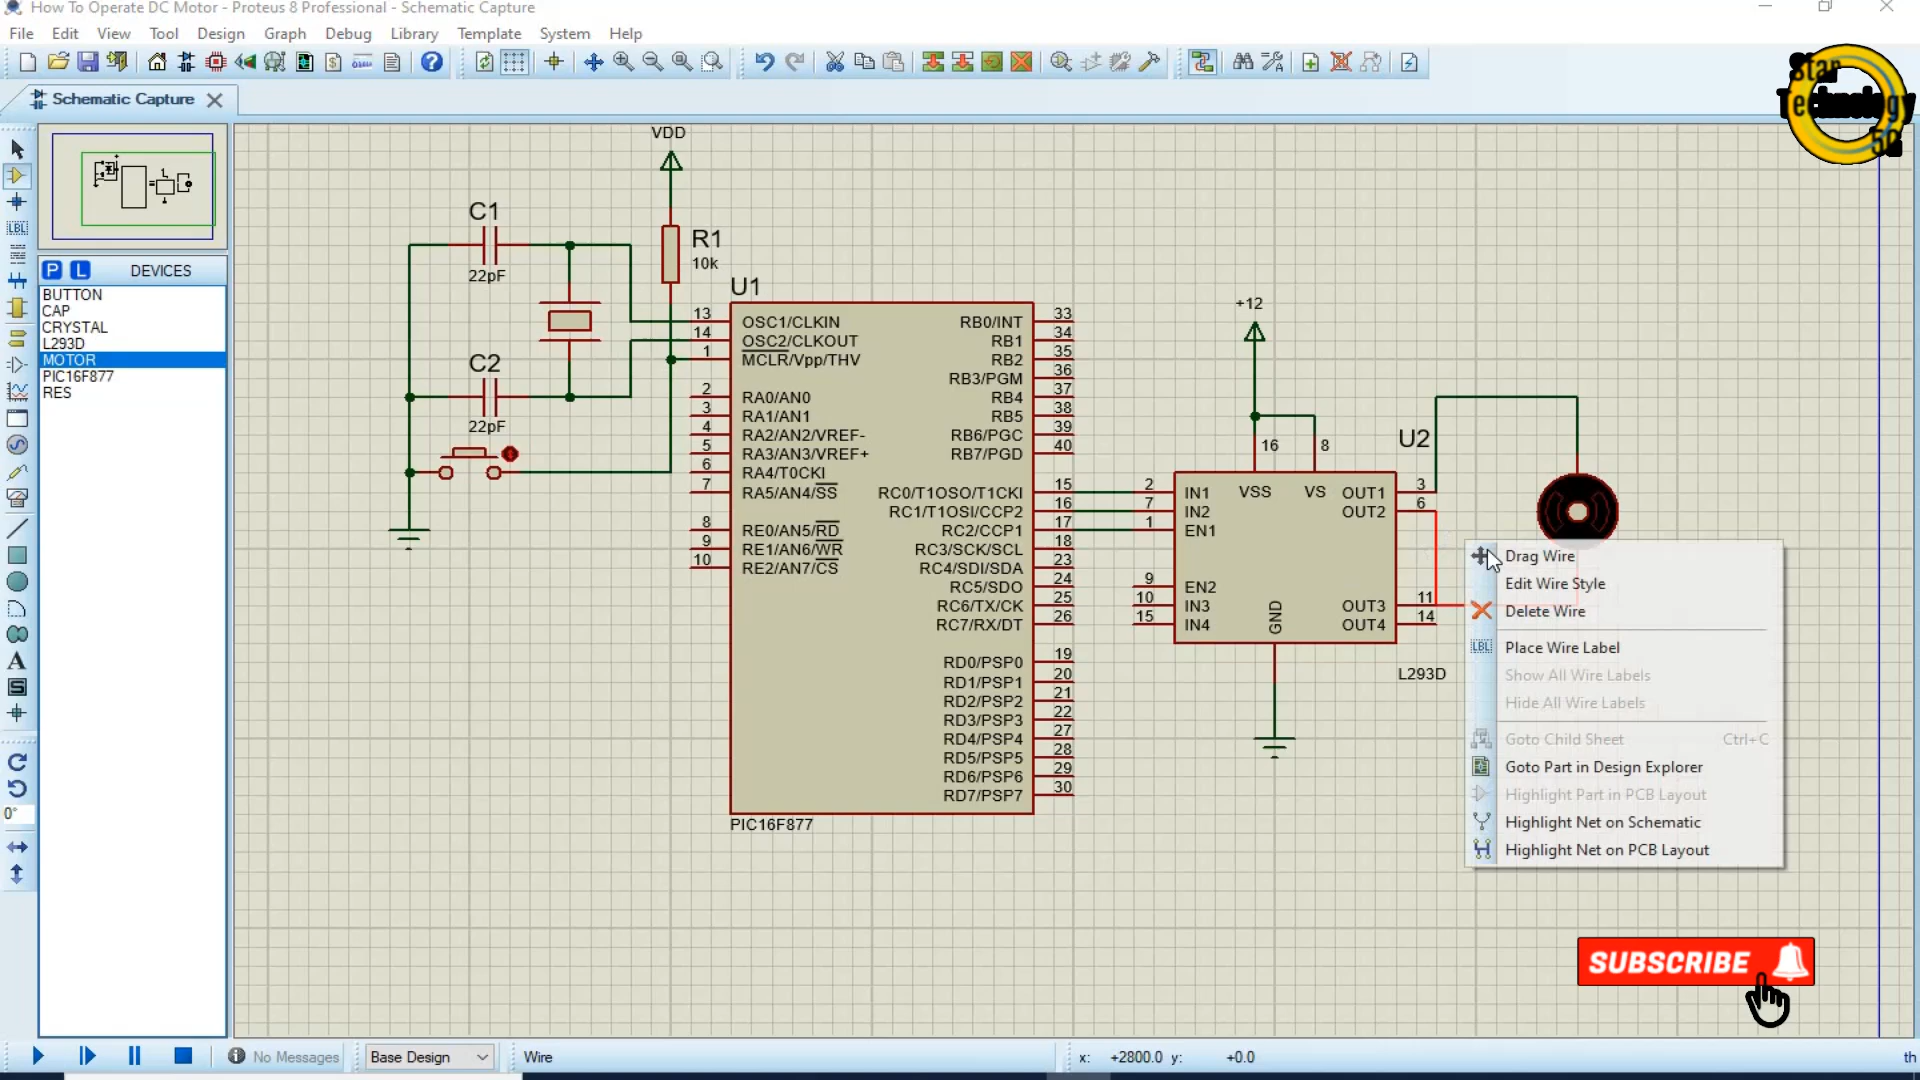 How To Operate DC Motor - Proteus 8 Professional - Schematic Capture
File Edit View Tool Design Graph Debug Library Template System Help
Star
Technology
5G
Schematic Capture
P L DEVICES
BUTTON
CAP
CRYSTAL
L293D
MOTOR
PIC16F877
RES
LBL
A
S
0°
VDD
C1
22pF
R1
10k
C2
22pF
U1
13 OSC1/CLKIN RB0/INT 33
14 OSC2/CLKOUT RB1 34
1 MCLR/Vpp/THV RB2 35
RB3/PGM 36
2 RA0/AN0 RB4 37
3 RA1/AN1 RB5 38
4 RA2/AN2/VREF- RB6/PGC 39
5 RA3/AN3/VREF+ RB7/PGD 40
6 RA4/T0CKI
7 RA5/AN4/SS RC0/T1OSO/T1CKI 15
RC1/T1OSI/CCP2 16
8 RE0/AN5/RD RC2/CCP1 17
9 RE1/AN6/WR RC3/SCK/SCL 18
10 RE2/AN7/CS RC4/SDI/SDA 23
RC5/SDO 24
RC6/TX/CK 25
RC7/RX/DT 26
RD0/PSP0 19
RD1/PSP1 20
RD2/PSP2 21
RD3/PSP3 22
RD4/PSP4 27
RD5/PSP5 28
RD6/PSP6 29
RD7/PSP7 30
PIC16F877
+12
16 8
U2
2 IN1 VSS VS OUT1 3
7 IN2 OUT2 6
1 EN1
9 EN2
10 IN3 OUT3 11
15 IN4 GND OUT4 14
L293D
Drag Wire
Edit Wire Style
Delete Wire
LBL Place Wire Label
Show All Wire Labels
Hide All Wire Labels
Goto Child Sheet Ctrl+C
Goto Part in Design Explorer
Highlight Part in PCB Layout
Highlight Net on Schematic
Highlight Net on PCB Layout
SUBSCRIBE
No Messages Base Design Wire x: +2800.0 y: +0.0 th